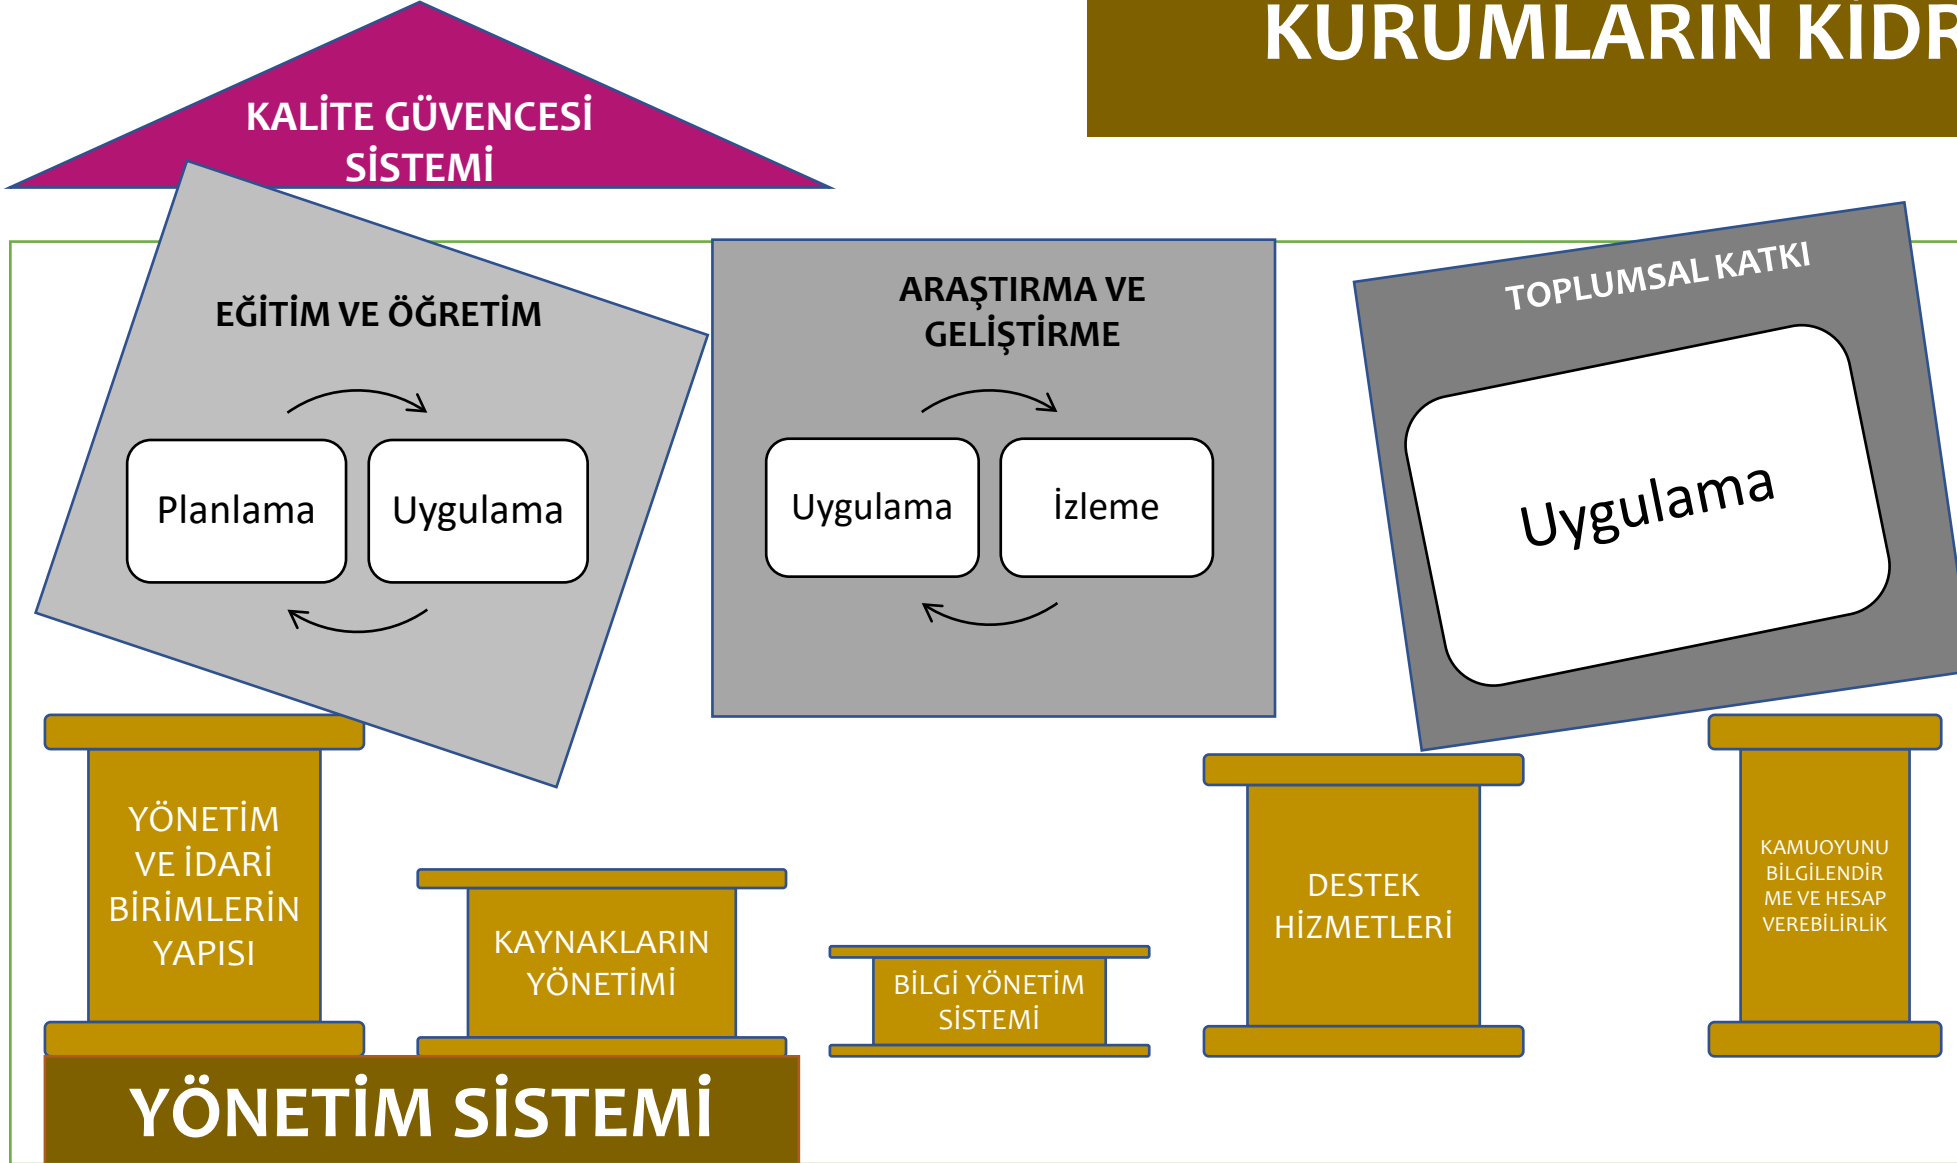 KURUMLARIN KİDR
KALİTE GÜVENCESİ
SİSTEMİ
EĞİTİM VE ÖĞRETİM
Planlama
Uygulama
ARAŞTIRMA VE
GELİŞTİRME
Uygulama
İzleme
TOPLUMSAL KATKI
Uygulama
YÖNETİM
VE İDARİ
BİRİMLERİN
YAPISI
KAYNAKLARIN
YÖNETİMİ
BİLGİ YÖNETİM
SİSTEMİ
DESTEK
HİZMETLERİ
KAMUOYUNU
BİLGİLENDİR
ME VE HESAP
VEREBİLİRLİK
YÖNETİM SİSTEMİ